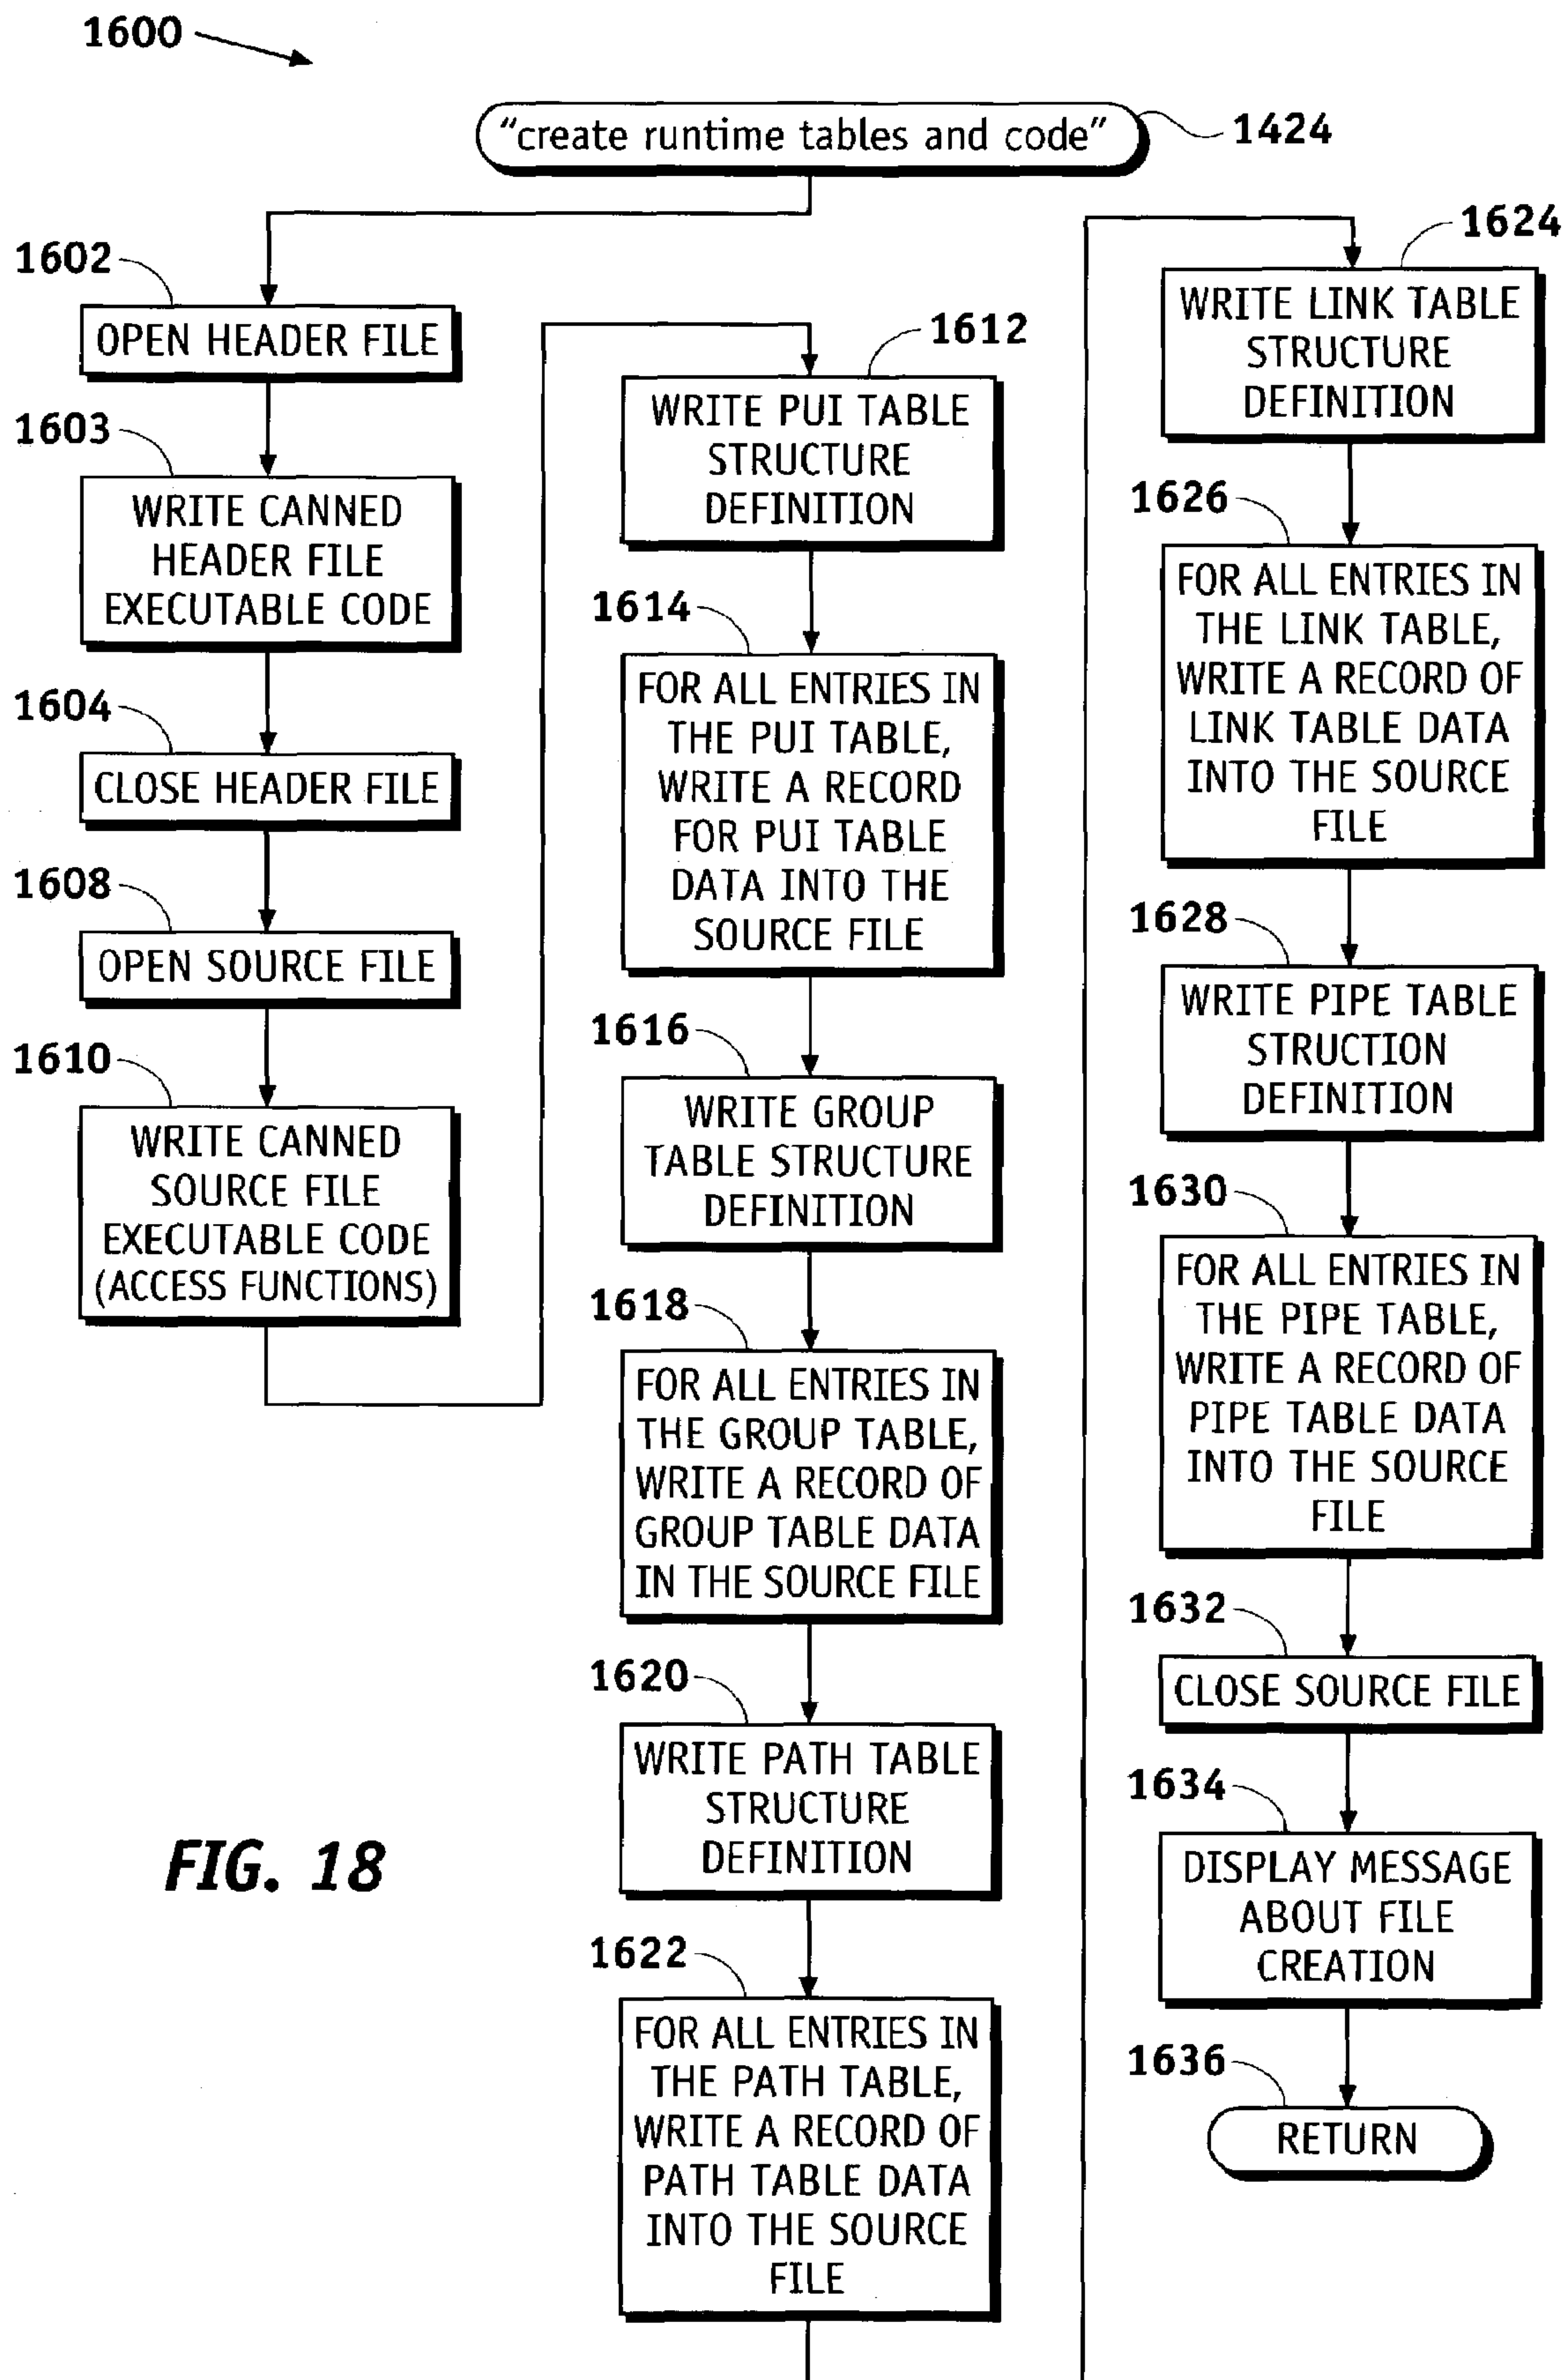 1600
"create runtime tables and code"
1424
1602
OPEN HEADER FILE
1603
WRITE CANNED
HEADER FILE
EXECUTABLE CODE
1604
CLOSE HEADER FILE
1608
OPEN SOURCE FILE
1610
WRITE CANNED
SOURCE FILE
EXECUTABLE CODE
(ACCESS FUNCTIONS)
1612
WRITE PUI TABLE
STRUCTURE
DEFINITION
1614
FOR ALL ENTRIES IN
THE PUI TABLE,
WRITE A RECORD
FOR PUI TABLE
DATA INTO THE
SOURCE FILE
1616
WRITE GROUP
TABLE STRUCTURE
DEFINITION
1618
FOR ALL ENTRIES IN
THE GROUP TABLE,
WRITE A RECORD OF
GROUP TABLE DATA
IN THE SOURCE FILE
1620
WRITE PATH TABLE
STRUCTURE
DEFINITION
1622
FOR ALL ENTRIES IN
THE PATH TABLE,
WRITE A RECORD OF
PATH TABLE DATA
INTO THE SOURCE
FILE
1624
WRITE LINK TABLE
STRUCTURE
DEFINITION
1626
FOR ALL ENTRIES IN
THE LINK TABLE,
WRITE A RECORD OF
LINK TABLE DATA
INTO THE SOURCE
FILE
1628
WRITE PIPE TABLE
STRUCTION
DEFINITION
1630
FOR ALL ENTRIES IN
THE PIPE TABLE,
WRITE A RECORD OF
PIPE TABLE DATA
INTO THE SOURCE
FILE
1632
CLOSE SOURCE FILE
1634
DISPLAY MESSAGE
ABOUT FILE
CREATION
1636
RETURN
FIG. 18